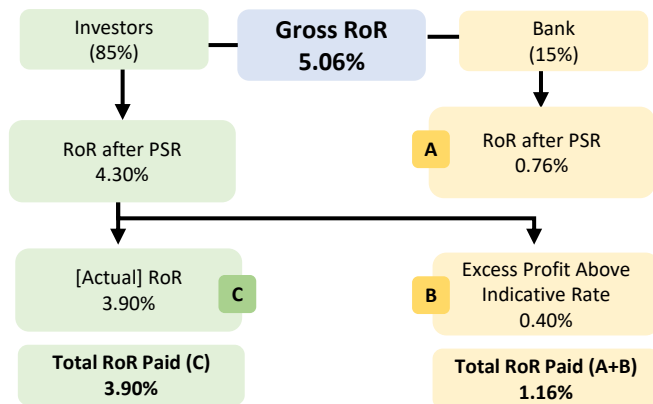 Investors
(85%)
Gross RoR
5.06%
Bank
(15%)
RoR after PSR
4.30%
A
RoR after PSR
0.76%
[Actual] RoR
3.90%
C
B
Excess Profit Above
Indicative Rate
0.40%
Total RoR Paid (C)
3.90%
Total RoR Paid (A+B)
1.16%